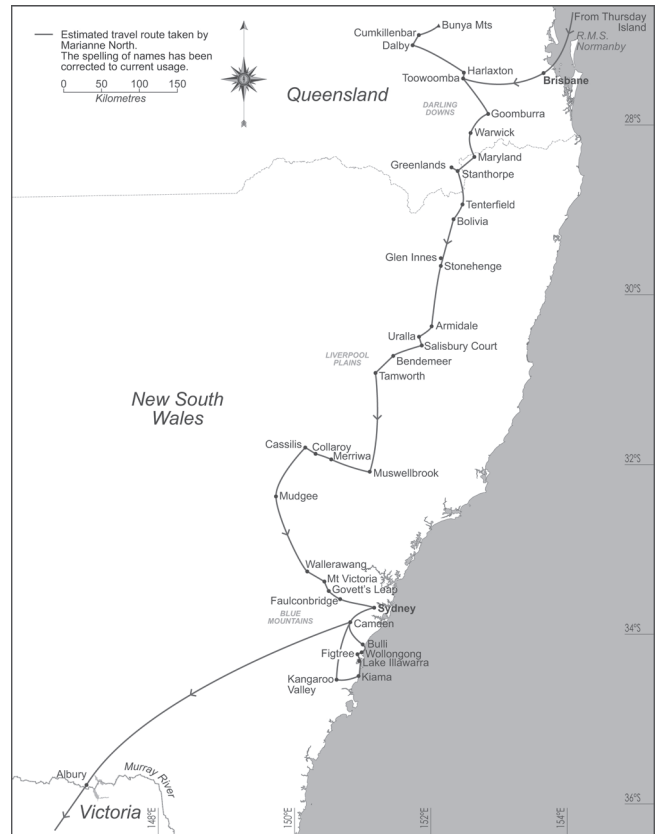 Estimated travel route taken by
Marianne North.
The spelling of names has been
corrected to current usage.
0 50 100 150
Kilometres
Bunya Mts
Cumkillenbar
Dalby
From Thursday
Island
R.M.S.
Normanby
Harlaxton
Toowoomba
Brisbane
Queensland
DARLING
DOWNS
Goomburra
28°S
Warwick
Maryland
Greenlands
Stanthorpe
Tenterfield
Bolivia
Glen Innes
Stonehenge
30°S
Armidale
Uralla
Salisbury Court
LIVERPOOL
PLAINS
Bendemeer
Tamworth
New South
Wales
Cassilis
Collaroy
Merriwa
32°S
Muswellbrook
Mudgee
Wallerawang
Mt Victoria
Govett's Leap
Faulconbridge
Sydney
BLUE
MOUNTAINS
Camden
34°S
Bulli
Figtree
Wollongong
Lake Illawarra
Kangaroo
Valley
Kiama
Albury
Murray River
Victoria
148°E
150°E
152°E
154°E
36°S